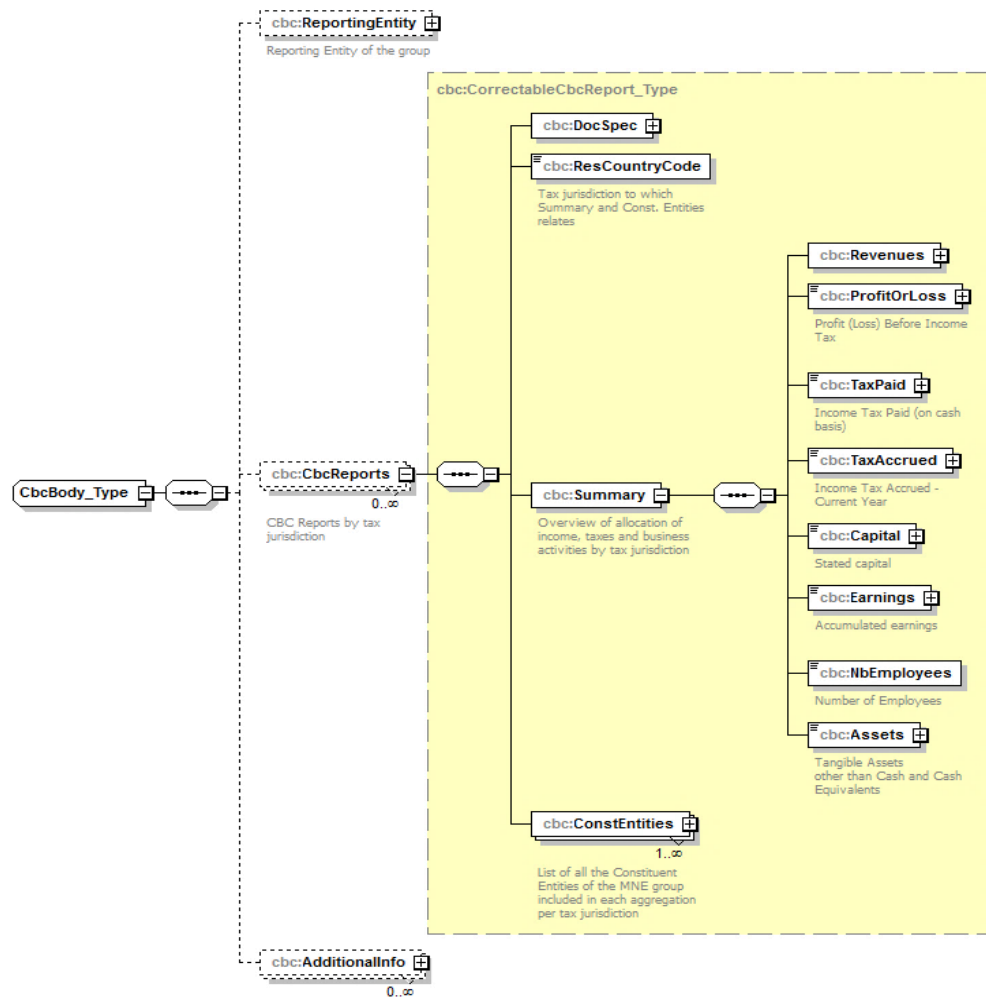 cbc:ReportingEntity
Reporting Entity of the group
cbc:CorrectableCbcReport_Type
cbc:DocSpec
cbc:ResCountryCode
Tax jurisdiction to which
Summary and Const. Entities
relates
cbc:Revenues
cbc:ProfitOrLoss
Profit (Loss) Before Income
Tax
cbc:TaxPaid
Income Tax Paid (on cash
basis)
CbcBody_Type
cbc:CbcReports
0..∞
CBC Reports by tax
jurisdiction
cbc:TaxAccrued
Income Tax Accrued -
Current Year
cbc:Summary
Overview of allocation of
income, taxes and business
activities by tax jurisdiction
cbc:Capital
Stated capital
cbc:Earnings
Accumulated earnings
cbc:NbEmployees
Number of Employees
cbc:Assets
Tangible Assets
other than Cash and Cash
Equivalents
cbc:ConstEntities
1..∞
List of all the Constituent
Entities of the MNE group
included in each aggregation
per tax jurisdiction
cbc:AdditionalInfo
0..∞